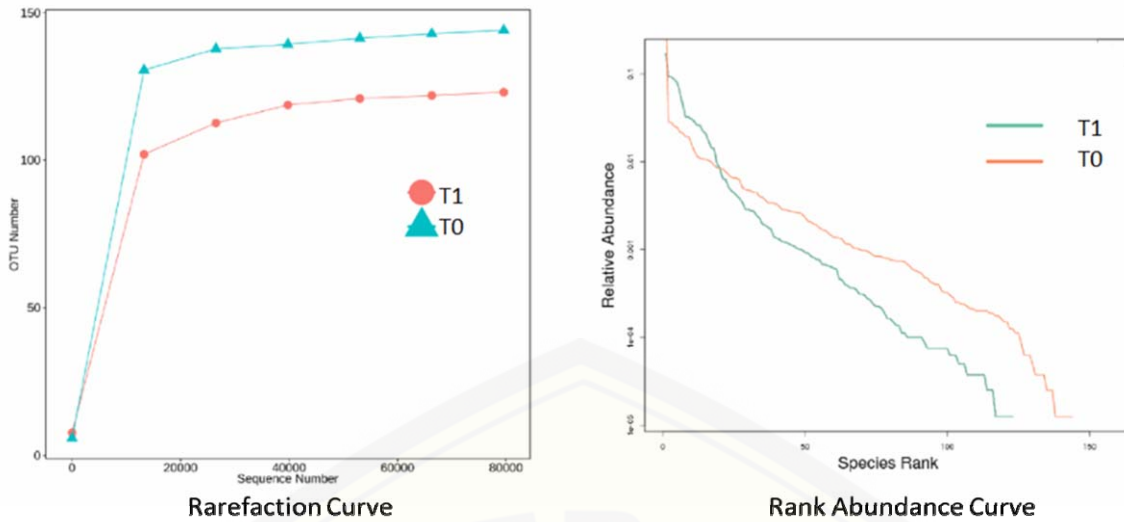 150
100
50
0
OTU Number
T1
T0
0 20000 40000 60000 80000
Sequence Number
Rarefaction Curve
0.1
0.01
0.001
1e-04
1e-05
Relative Abundance
T1
T0
0 50 100 150
Species Rank
Rank Abundance Curve